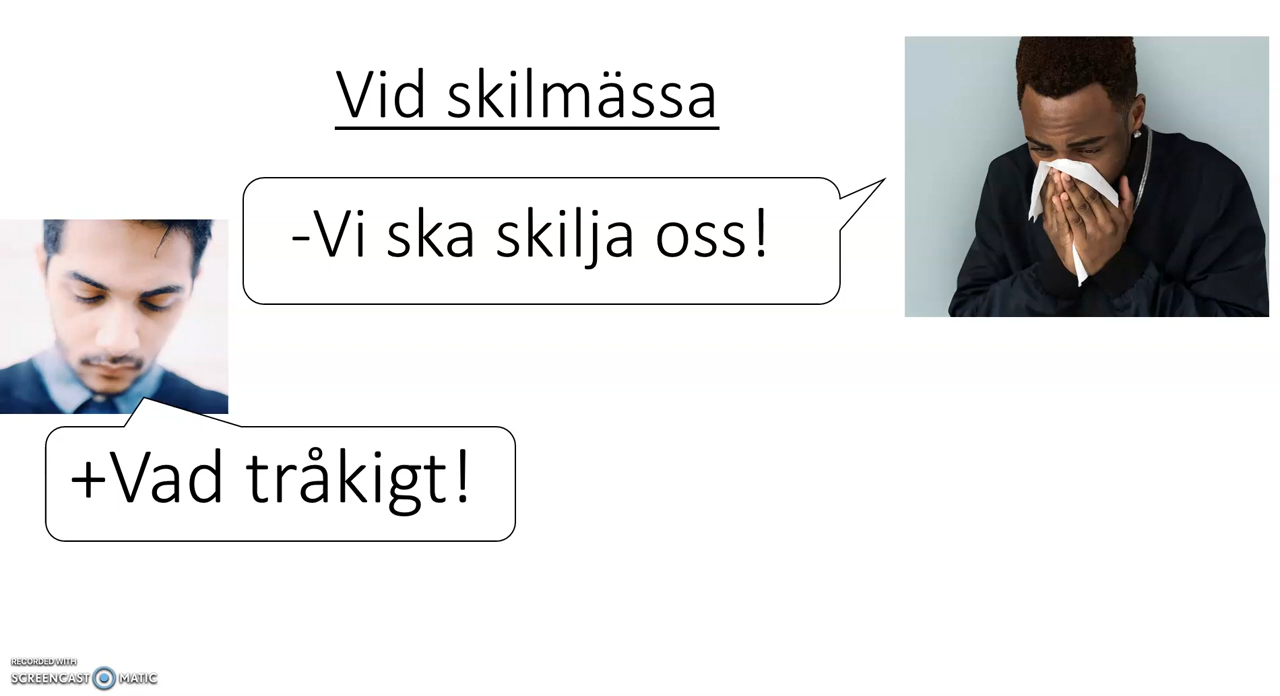 Vid skilmässa
-Vi ska skilja oss!
+Vad tråkigt!
RECORDED WITH
SCREENCAST MATIC